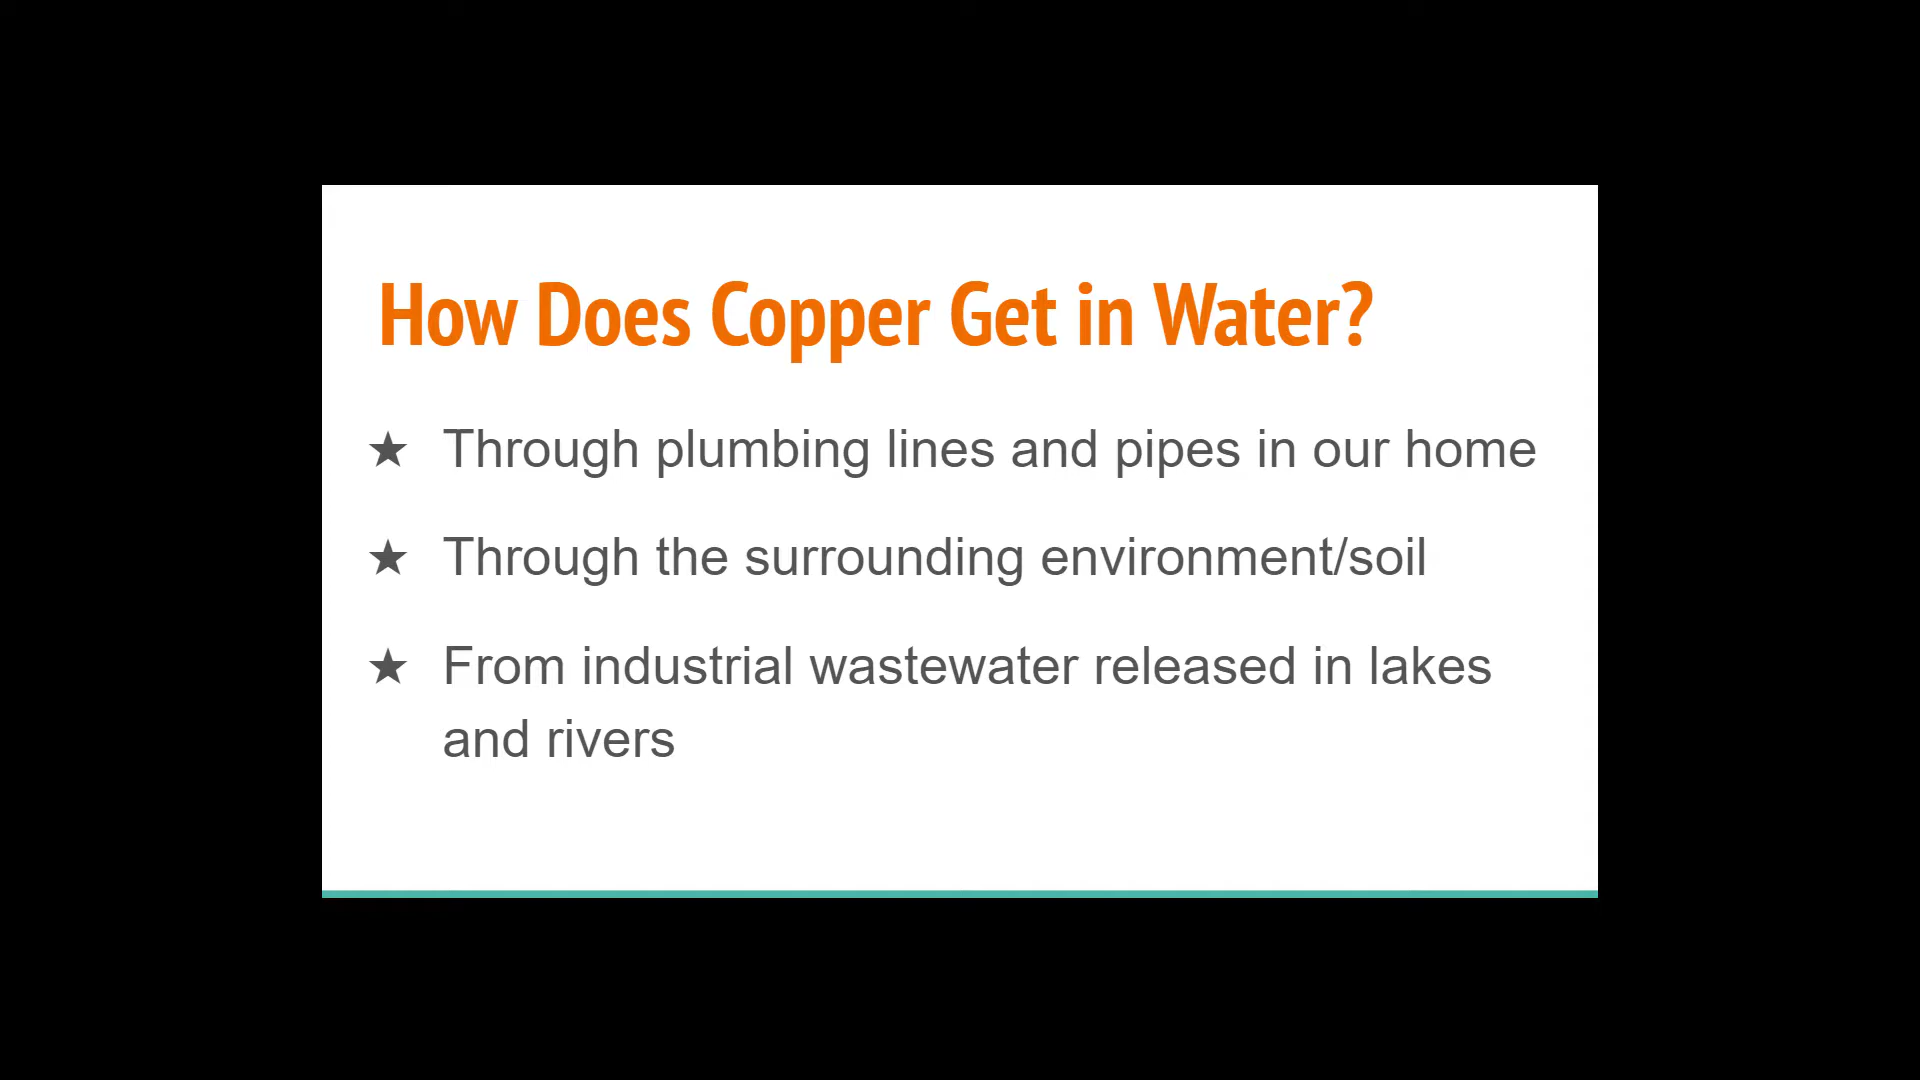 How Does Copper Get in Water?
★ Through plumbing lines and pipes in our home
★ Through the surrounding environment/soil
★ From industrial wastewater released in lakes
and rivers